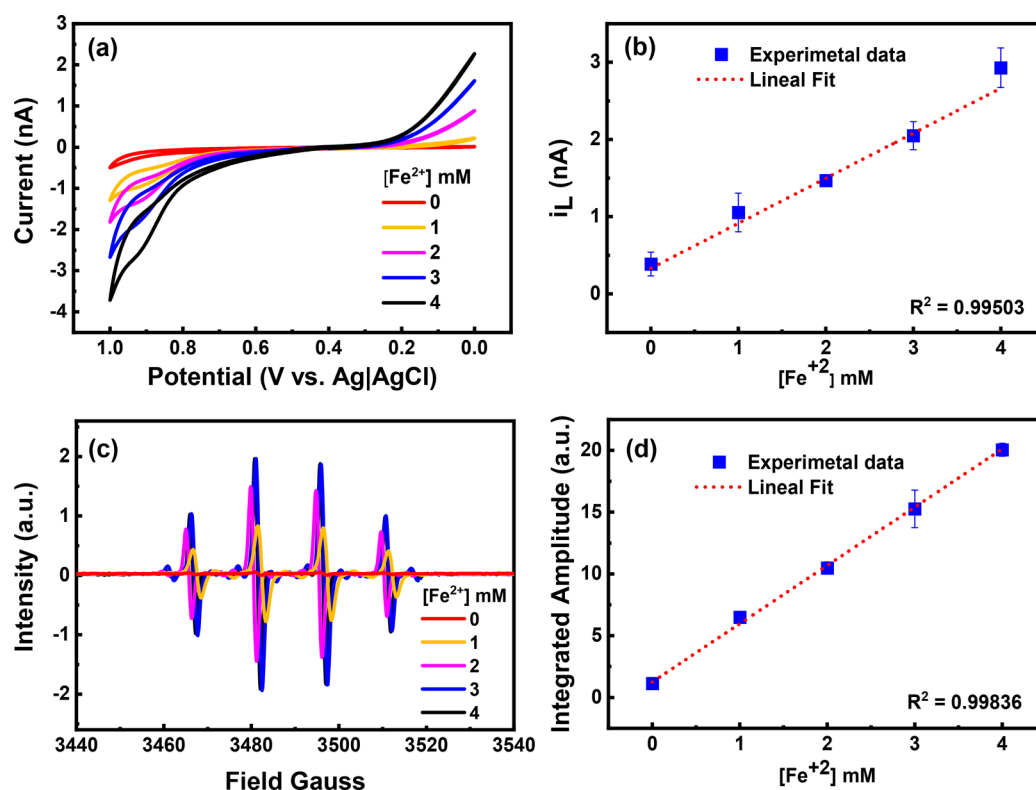 (a)
3
2
1
0
-1
-2
-3
-4
Current (nA)
[Fe²⁺] mM
0
1
2
3
4
1.0 0.8 0.6 0.4 0.2 0.0
Potential (V vs. Ag|AgCl)
(b)
Experimetal data
Lineal Fit
3
2
1
0
iL (nA)
R² = 0.99503
0 1 2 3 4
[Fe⁺²] mM
(c)
2
1
0
-1
-2
Intensity (a.u.)
[Fe²⁺] mM
0
1
2
3
4
3440 3460 3480 3500 3520 3540
Field Gauss
(d)
Experimetal data
Lineal Fit
20
15
10
5
0
Integrated Amplitude (a.u.)
R² = 0.99836
0 1 2 3 4
[Fe⁺²] mM